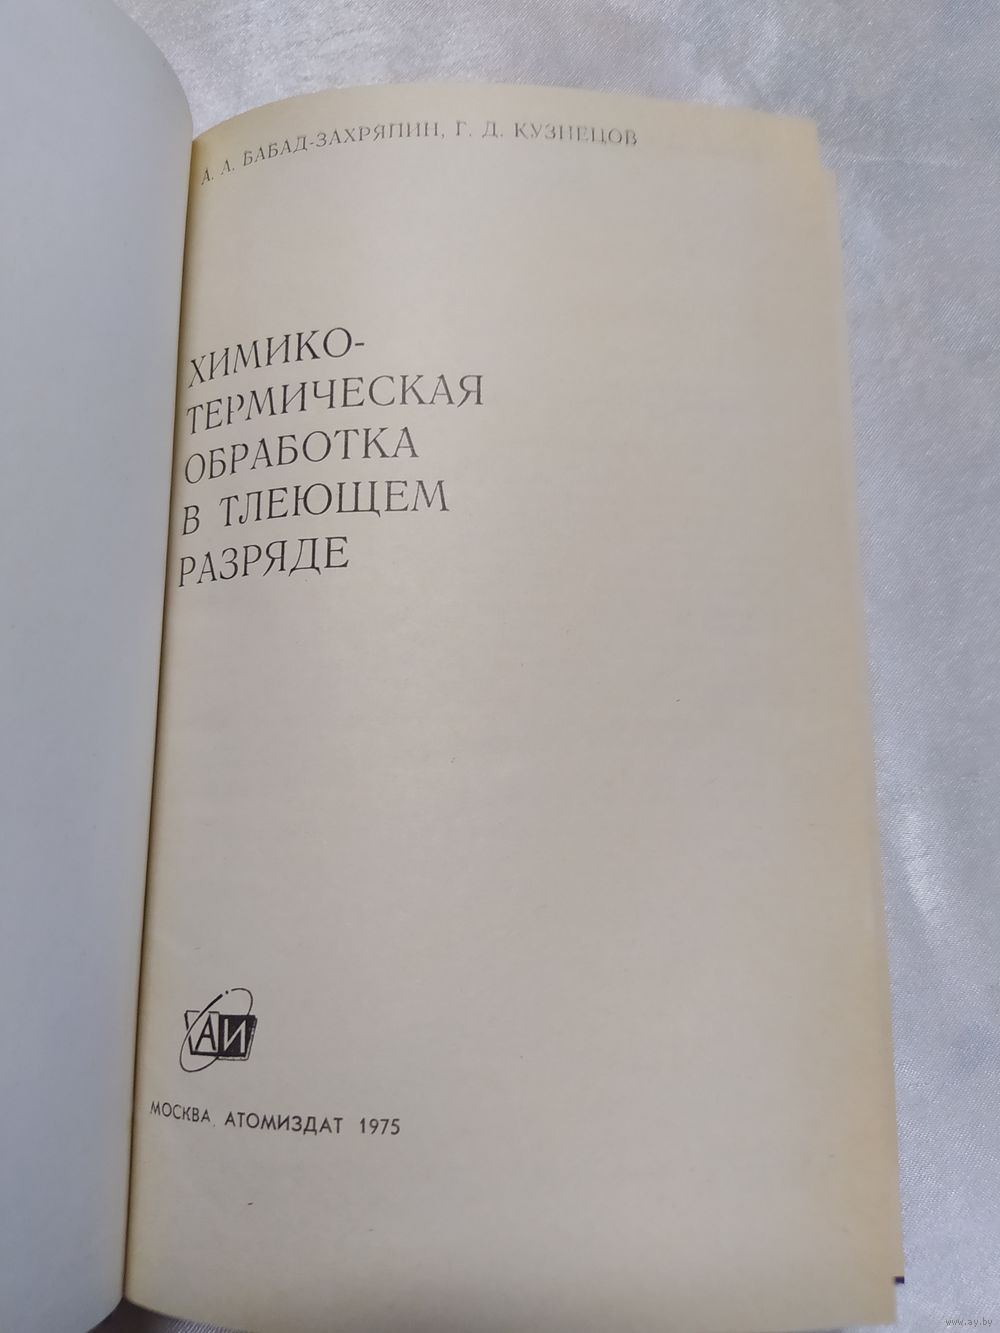 А. А. БАБАД-ЗАХРЯПИН, Г. Д. КУЗНЕЦОВ
ХИМИКО-
ТЕРМИЧЕСКАЯ
ОБРАБОТКА
В ТЛЕЮЩЕМ
РАЗРЯДЕ
АИ
МОСКВА, АТОМИЗДАТ 1975
www.ay.by